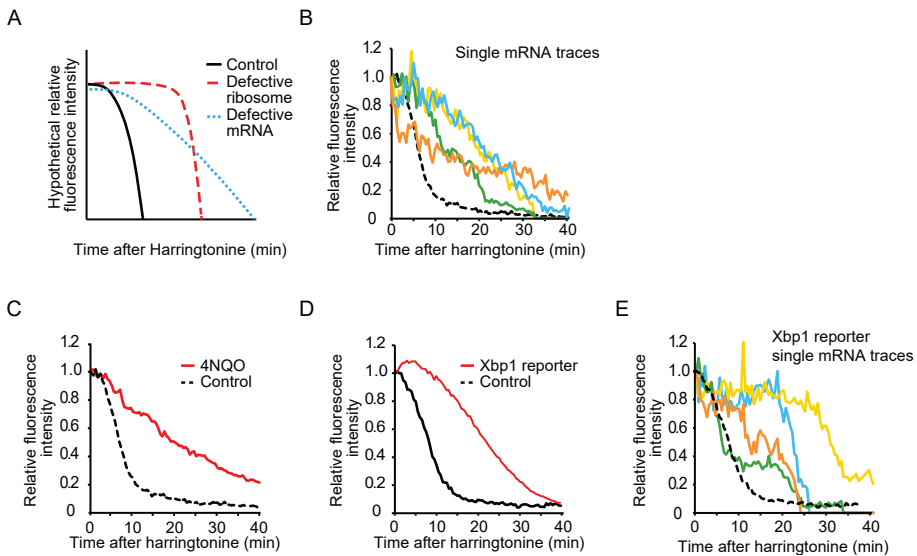 A
Hypothetical relative
fluorescence intensity
Control
Defective
ribosome
Defective
mRNA
Time after Harringtonine (min)
B
Single mRNA traces
Relative fluorescence
intensity
1.2
1.0
0.8
0.6
0.4
0.2
0
0 10 20 30 40
Time after harringtonine (min)
C
Relative fluorescence
intensity
1.2
1.0
0.8
0.6
0.4
0.2
0
4NQO
Control
0 10 20 30 40
Time after harringtonine (min)
D
Relative fluorescence
intensity
1.2
1.0
0.8
0.6
0.4
0.2
0
Xbp1 reporter
Control
0 10 20 30 40
Time after harringtonine (min)
E
Xbp1 reporter
single mRNA traces
Relative fluorescence
intensity
1.2
1.0
0.8
0.6
0.4
0.2
0
0 10 20 30 40
Time after harringtonine (min)